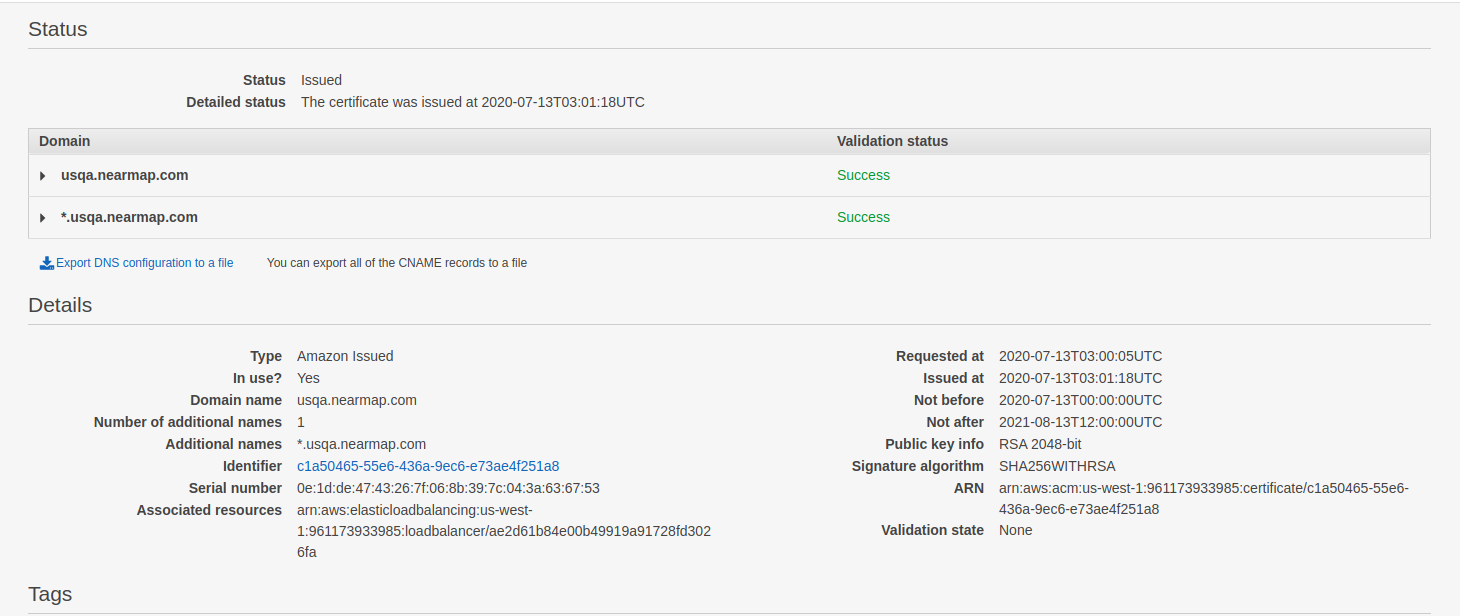 Status
Status Issued
Detailed status The certificate was issued at 2020-07-13T03:01:18UTC
Domain Validation status
usqa.nearmap.com Success
*.usqa.nearmap.com Success
Export DNS configuration to a file You can export all of the CNAME records to a file
Details
Type Amazon Issued
In use? Yes
Domain name usqa.nearmap.com
Number of additional names 1
Additional names *.usqa.nearmap.com
Identifier c1a50465-55e6-436a-9ec6-e73ae4f251a8
Serial number 0e:1d:de:47:43:26:7f:06:8b:39:7c:04:3a:63:67:53
Associated resources arn:aws:elasticloadbalancing:us-west-
1:961173933985:loadbalancer/ae2d61b84e00b49919a91728fd302
6fa
Requested at 2020-07-13T03:00:05UTC
Issued at 2020-07-13T03:01:18UTC
Not before 2020-07-13T00:00:00UTC
Not after 2021-08-13T12:00:00UTC
Public key info RSA 2048-bit
Signature algorithm SHA256WITHRSA
ARN arn:aws:acm:us-west-1:961173933985:certificate/c1a50465-55e6-
436a-9ec6-e73ae4f251a8
Validation state None
Tags